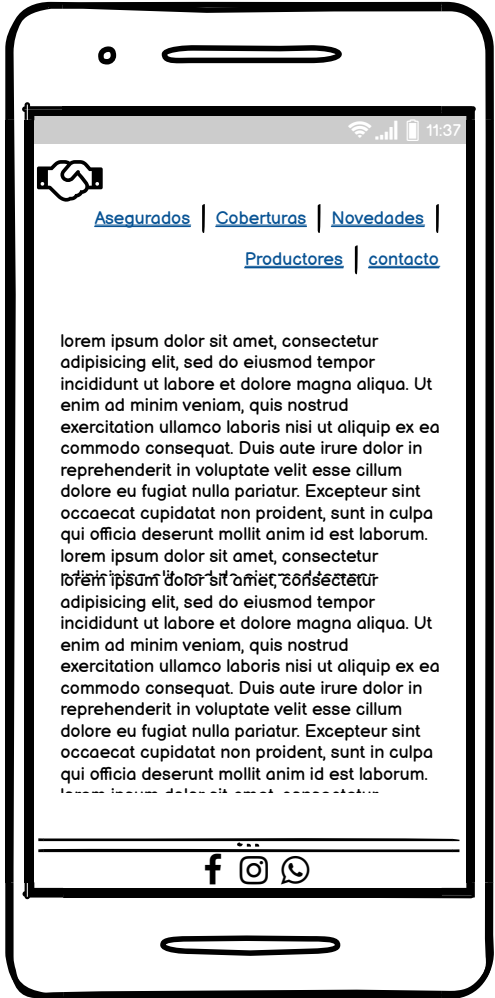 11:37
Asegurados | Coberturas | Novedades |
Productores | contacto
lorem ipsum dolor sit amet, consectetur
adipisicing elit, sed do eiusmod tempor
incididunt ut labore et dolore magna aliqua. Ut
enim ad minim veniam, quis nostrud
exercitation ullamco laboris nisi ut aliquip ex ea
commodo consequat. Duis aute irure dolor in
reprehenderit in voluptate velit esse cillum
dolore eu fugiat nulla pariatur. Excepteur sint
occaecat cupidatat non proident, sunt in culpa
qui officia deserunt mollit anim id est laborum.
lorem ipsum dolor sit amet, consectetur
lorem ipsum dolor sit amet, consectetur
adipisicing elit, sed do eiusmod tempor
incididunt ut labore et dolore magna aliqua. Ut
enim ad minim veniam, quis nostrud
exercitation ullamco laboris nisi ut aliquip ex ea
commodo consequat. Duis aute irure dolor in
reprehenderit in voluptate velit esse cillum
dolore eu fugiat nulla pariatur. Excepteur sint
occaecat cupidatat non proident, sunt in culpa
qui officia deserunt mollit anim id est laborum.